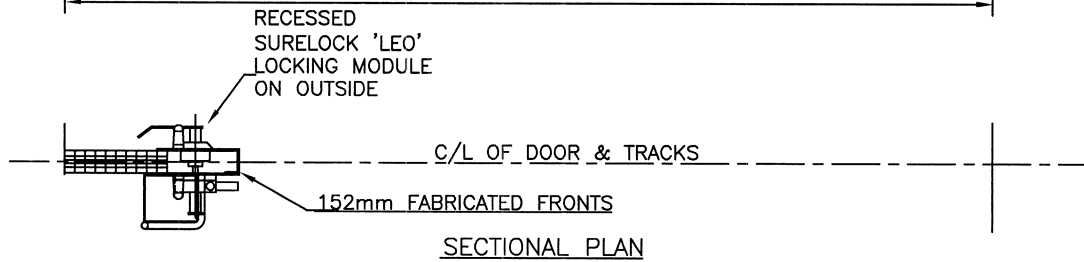 RECESSED
SURELOCK 'LEO'
LOCKING MODULE
ON OUTSIDE
C/L OF DOOR & TRACKS
152mm FABRICATED FRONTS
SECTIONAL PLAN